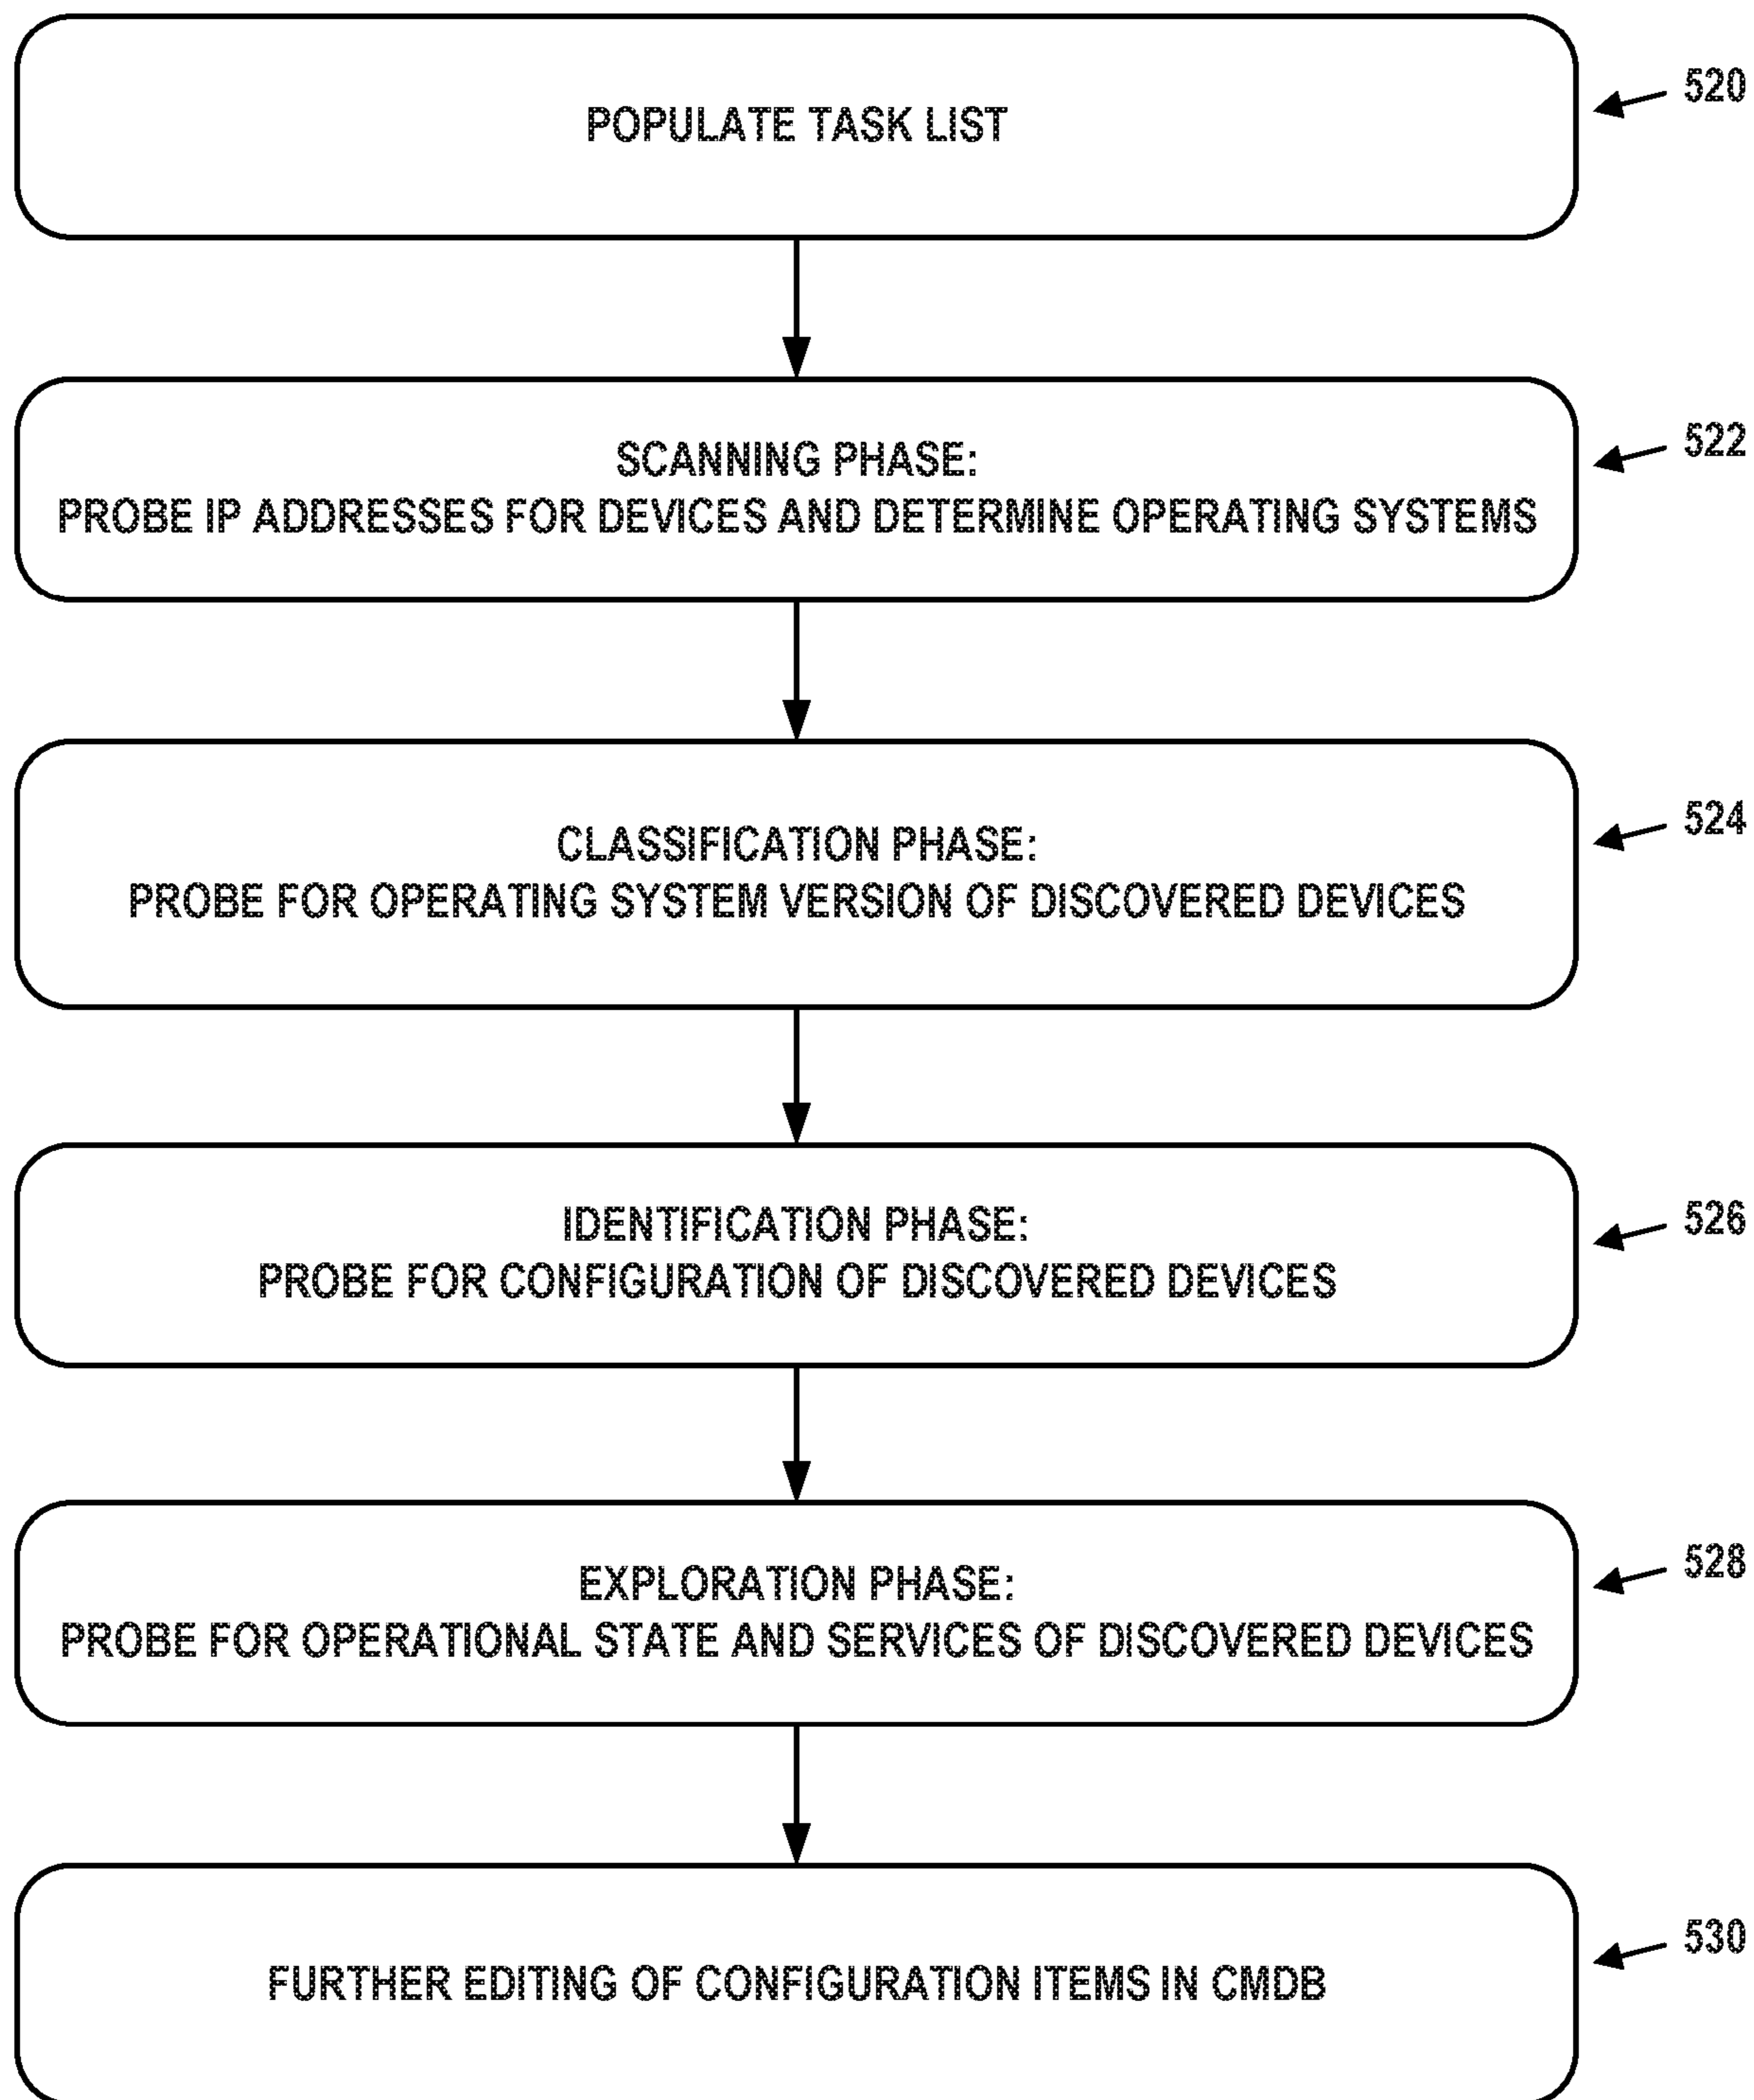 POPULATE TASK LIST
520
SCANNING PHASE:
PROBE IP ADDRESSES FOR DEVICES AND DETERMINE OPERATING SYSTEMS
522
CLASSIFICATION PHASE:
PROBE FOR OPERATING SYSTEM VERSION OF DISCOVERED DEVICES
524
IDENTIFICATION PHASE:
PROBE FOR CONFIGURATION OF DISCOVERED DEVICES
526
EXPLORATION PHASE:
PROBE FOR OPERATIONAL STATE AND SERVICES OF DISCOVERED DEVICES
528
FURTHER EDITING OF CONFIGURATION ITEMS IN CMDB
530